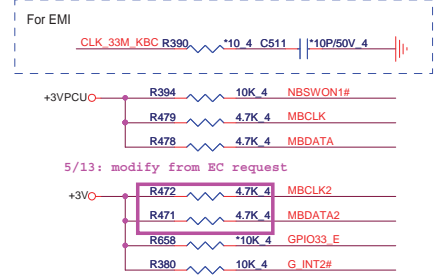 For EMI
CLK_33M_KBC R390 *10_4 C511 *10P/50V_4
R394 10K_4 NBSWON1#
+3VPCU
R479 4.7K_4 MBCLK
R478 4.7K_4 MBDATA
5/13: modify from EC request
R472 4.7K_4 MBCLK2
+3V
R471 4.7K_4 MBDATA2
R658 *10K_4 GPIO33_E
R380 10K_4 G_INT2#